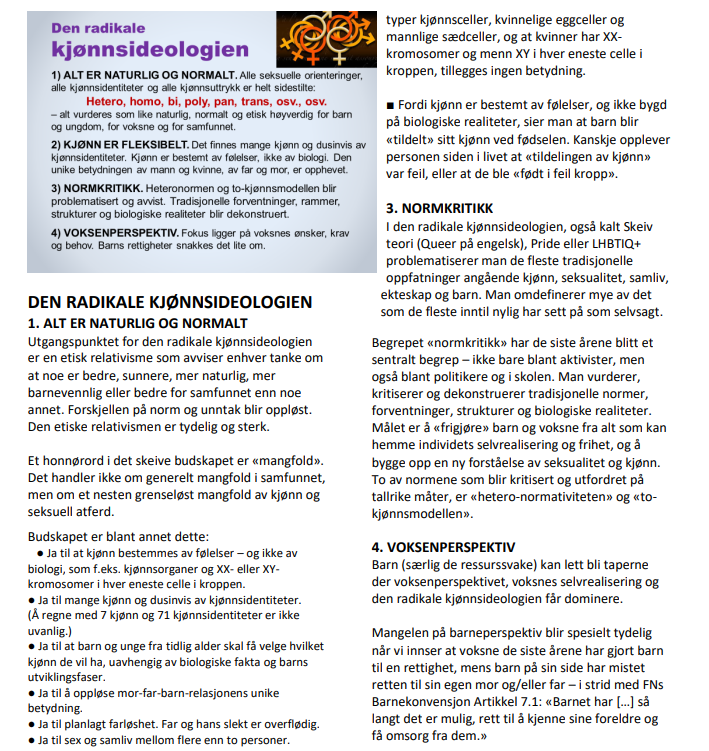 Den radikale
kjønnsideologien
1) ALT ER NATURLIG OG NORMALT. Alle seksuelle orienteringer,
alle kjønnsidentiteter og alle kjønnsuttrykk er helt sidestilte:
Hetero, homo, bi, poly, pan, trans, osv., osv.
– alt vurderes som like naturlig, normalt og etisk høyverdig for barn
og ungdom, for voksne og for samfunnet.
2) KJØNN ER FLEKSIBELT. Det finnes mange kjønn og dusinvis av
kjønnsidentiteter. Kjønn er bestemt av følelser, ikke av biologi. Den
unike betydningen av mann og kvinne, av far og mor, er opphevet.
3) NORMKRITIKK. Heteronormen og to-kjønnsmodellen blir
problematisert og avvist. Tradisjonelle forventninger, rammer,
strukturer og biologiske realiteter blir dekonstruert.
4) VOKSENPERSPEKTIV. Fokus ligger på voksnes ønsker, krav
og behov. Barns rettigheter snakkes det lite om.
DEN RADIKALE KJØNNSIDEOLOGIEN
1. ALT ER NATURLIG OG NORMALT
Utgangspunktet for den radikale kjønnsideologien
er en etisk relativisme som avviser enhver tanke om
at noe er bedre, sunnere, mer naturlig, mer
barnevennlig eller bedre for samfunnet enn noe
annet. Forskjellen på norm og unntak blir oppløst.
Den etiske relativismen er tydelig og sterk.
Et honnørord i det skeive budskapet er «mangfold».
Det handler ikke om generelt mangfold i samfunnet,
men om et nesten grenseløst mangfold av kjønn og
seksuell atferd.
Budskapet er blant annet dette:
● Ja til at kjønn bestemmes av følelser – og ikke av
biologi, som f.eks. kjønnsorganer og XX- eller XY-
kromosomer i hver eneste celle i kroppen.
● Ja til mange kjønn og dusinvis av kjønnsidentiteter.
(Å regne med 7 kjønn og 71 kjønnsidentiteter er ikke
uvanlig.)
● Ja til at barn og unge fra tidlig alder skal få velge hvilket
kjønn de vil ha, uavhengig av biologiske fakta og barns
utviklingsfaser.
● Ja til å oppløse mor-far-barn-relasjonens unike
betydning.
● Ja til planlagt farløshet. Far og hans slekt er overflødig.
● Ja til sex og samliv mellom flere enn to personer.
typer kjønnsceller, kvinnelige eggceller og
mannlige sædceller, og at kvinner har XX-
kromosomer og menn XY i hver eneste celle i
kroppen, tillegges ingen betydning.
■ Fordi kjønn er bestemt av følelser, og ikke bygd
på biologiske realiteter, sier man at barn blir
«tildelt» sitt kjønn ved fødselen. Kanskje opplever
personen siden i livet at «tildelingen av kjønn»
var feil, eller at de ble «født i feil kropp».
3. NORMKRITIKK
I den radikale kjønnsideologien, også kalt Skeiv
teori (Queer på engelsk), Pride eller LHBTIQ+
problematiserer man de fleste tradisjonelle
oppfatninger angående kjønn, seksualitet, samliv,
ekteskap og barn. Man omdefinerer mye av det
som de fleste inntil nylig har sett på som selvsagt.
Begrepet «normkritikk» har de siste årene blitt et
sentralt begrep – ikke bare blant aktivister, men
også blant politikere og i skolen. Man vurderer,
kritiserer og dekonstruerer tradisjonelle normer,
forventninger, strukturer og biologiske realiteter.
Målet er å «frigjøre» barn og voksne fra alt som kan
hemme individets selvrealisering og frihet, og å
bygge opp en ny forståelse av seksualitet og kjønn.
To av normene som blir kritisert og utfordret på
tallrike måter, er «hetero-normativiteten» og «to-
kjønnsmodellen».
4. VOKSENPERSPEKTIV
Barn (særlig de ressurssvake) kan lett bli taperne
der voksenperspektivet, voksnes selvrealisering og
den radikale kjønnsideologien får dominere.
Mangelen på barneperspektiv blir spesielt tydelig
når vi innser at voksne de siste årene har gjort barn
til en rettighet, mens barn på sin side har mistet
retten til sin egen mor og/eller far – i strid med FNs
Barnekonvensjon Artikkel 7.1: «Barnet har […] så
langt det er mulig, rett til å kjenne sine foreldre og
få omsorg fra dem.»